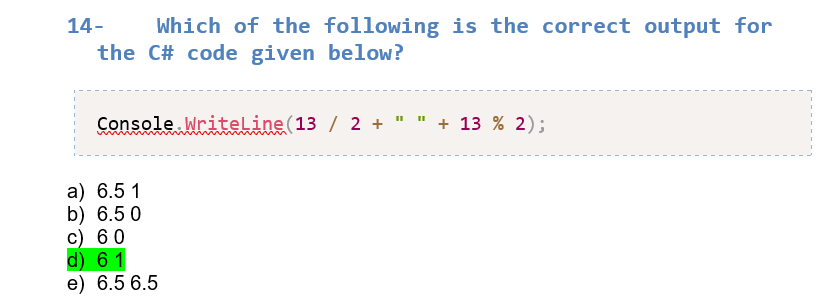 14- Which of the following is the correct output for
the C# code given below?
Console.WriteLine(13 / 2 + " " + 13 % 2);
a) 6.5 1
b) 6.5 0
c) 6 0
d) 6 1
e) 6.5 6.5